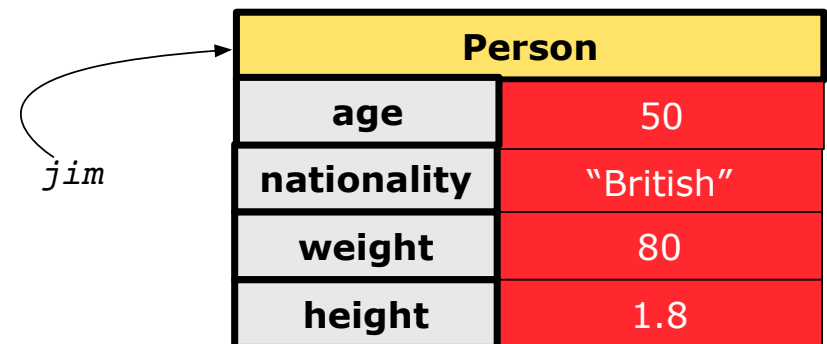 Person
age 50
jim
nationality “British”
weight 80
height 1.8